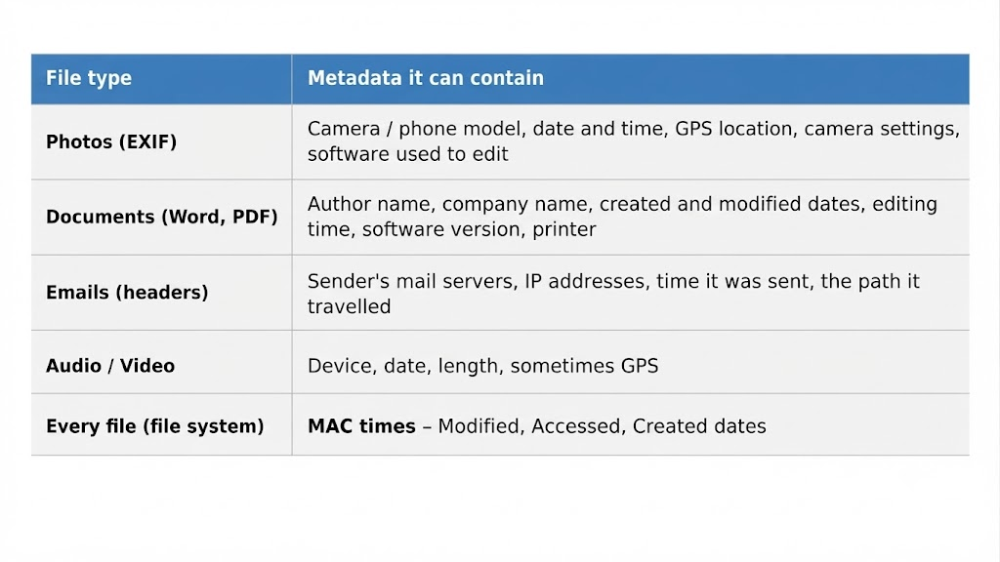 File type
Metadata it can contain
Photos (EXIF)
Camera / phone model, date and time, GPS location, camera settings,
software used to edit
Documents (Word, PDF)
Author name, company name, created and modified dates, editing
time, software version, printer
Emails (headers)
Sender's mail servers, IP addresses, time it was sent, the path it
travelled
Audio / Video
Device, date, length, sometimes GPS
Every file (file system)
MAC times – Modified, Accessed, Created dates